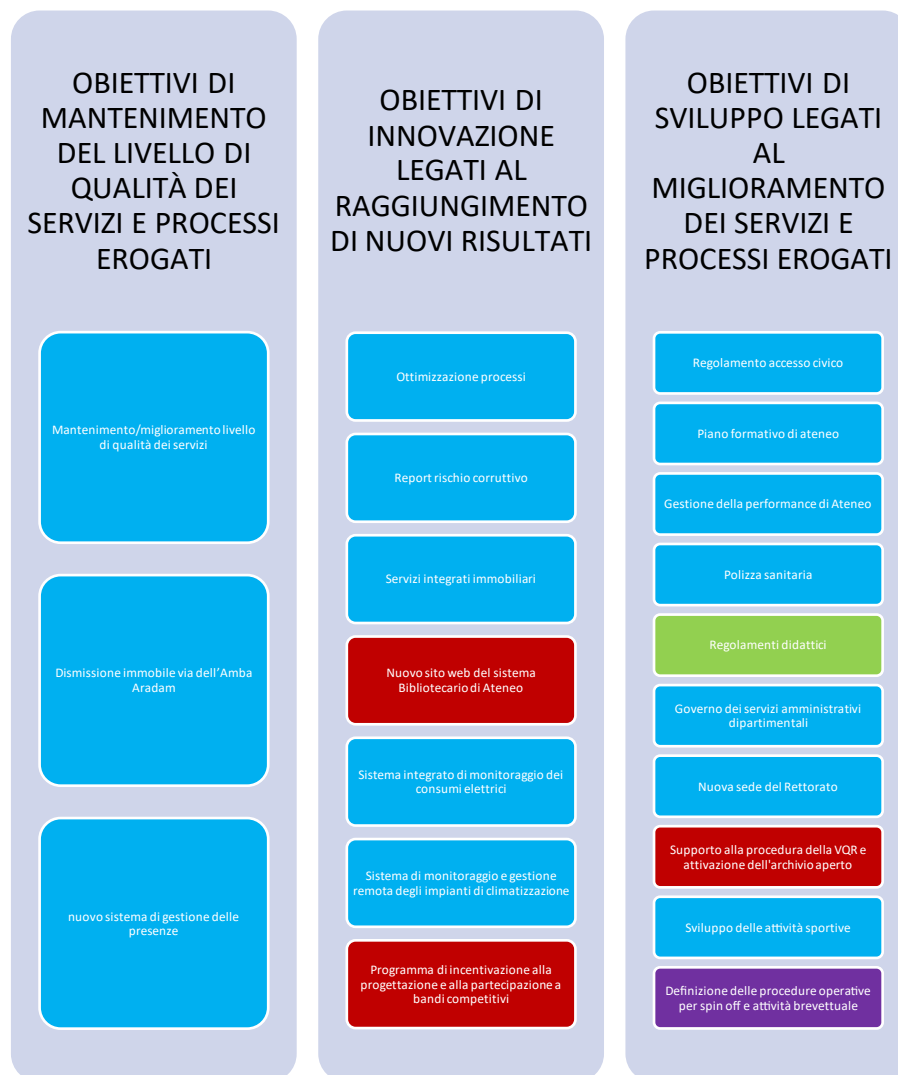 OBIETTIVI DI
MANTENIMENTO
DEL LIVELLO DI
QUALITÀ DEI
SERVIZI E PROCESSI
EROGATI
Mantenimento/miglioramento livello
di qualità dei servizi
Dismissione immobile via dell'Amba
Aradam
nuovo sistema di gestione delle
presenze
OBIETTIVI DI
INNOVAZIONE
LEGATI AL
RAGGIUNGIMENTO
DI NUOVI RISULTATI
Ottimizzazione processi
Report rischio corruttivo
Servizi integrati immobiliari
Nuovo sito web del sistema
Bibliotecario di Ateneo
Sistema integrato di monitoraggio dei
consumi elettrici
Sistema di monitoraggio e gestione
remota degli impianti di climatizzazione
Programma di incentivazione alla
progettazione e alla partecipazione a
bandi competitivi
OBIETTIVI DI
SVILUPPO LEGATI
AL
MIGLIORAMENTO
DEI SERVIZI E
PROCESSI EROGATI
Regolamento accesso civico
Piano formativo di ateneo
Gestione della performance di Ateneo
Polizza sanitaria
Regolamenti didattici
Governo dei servizi amministrativi
dipartimentali
Nuova sede del Rettorato
Supporto alla procedura della VQR e
attivazione dell'archivio aperto
Sviluppo delle attività sportive
Definizione delle procedure operative
per spin off e attività brevettuale